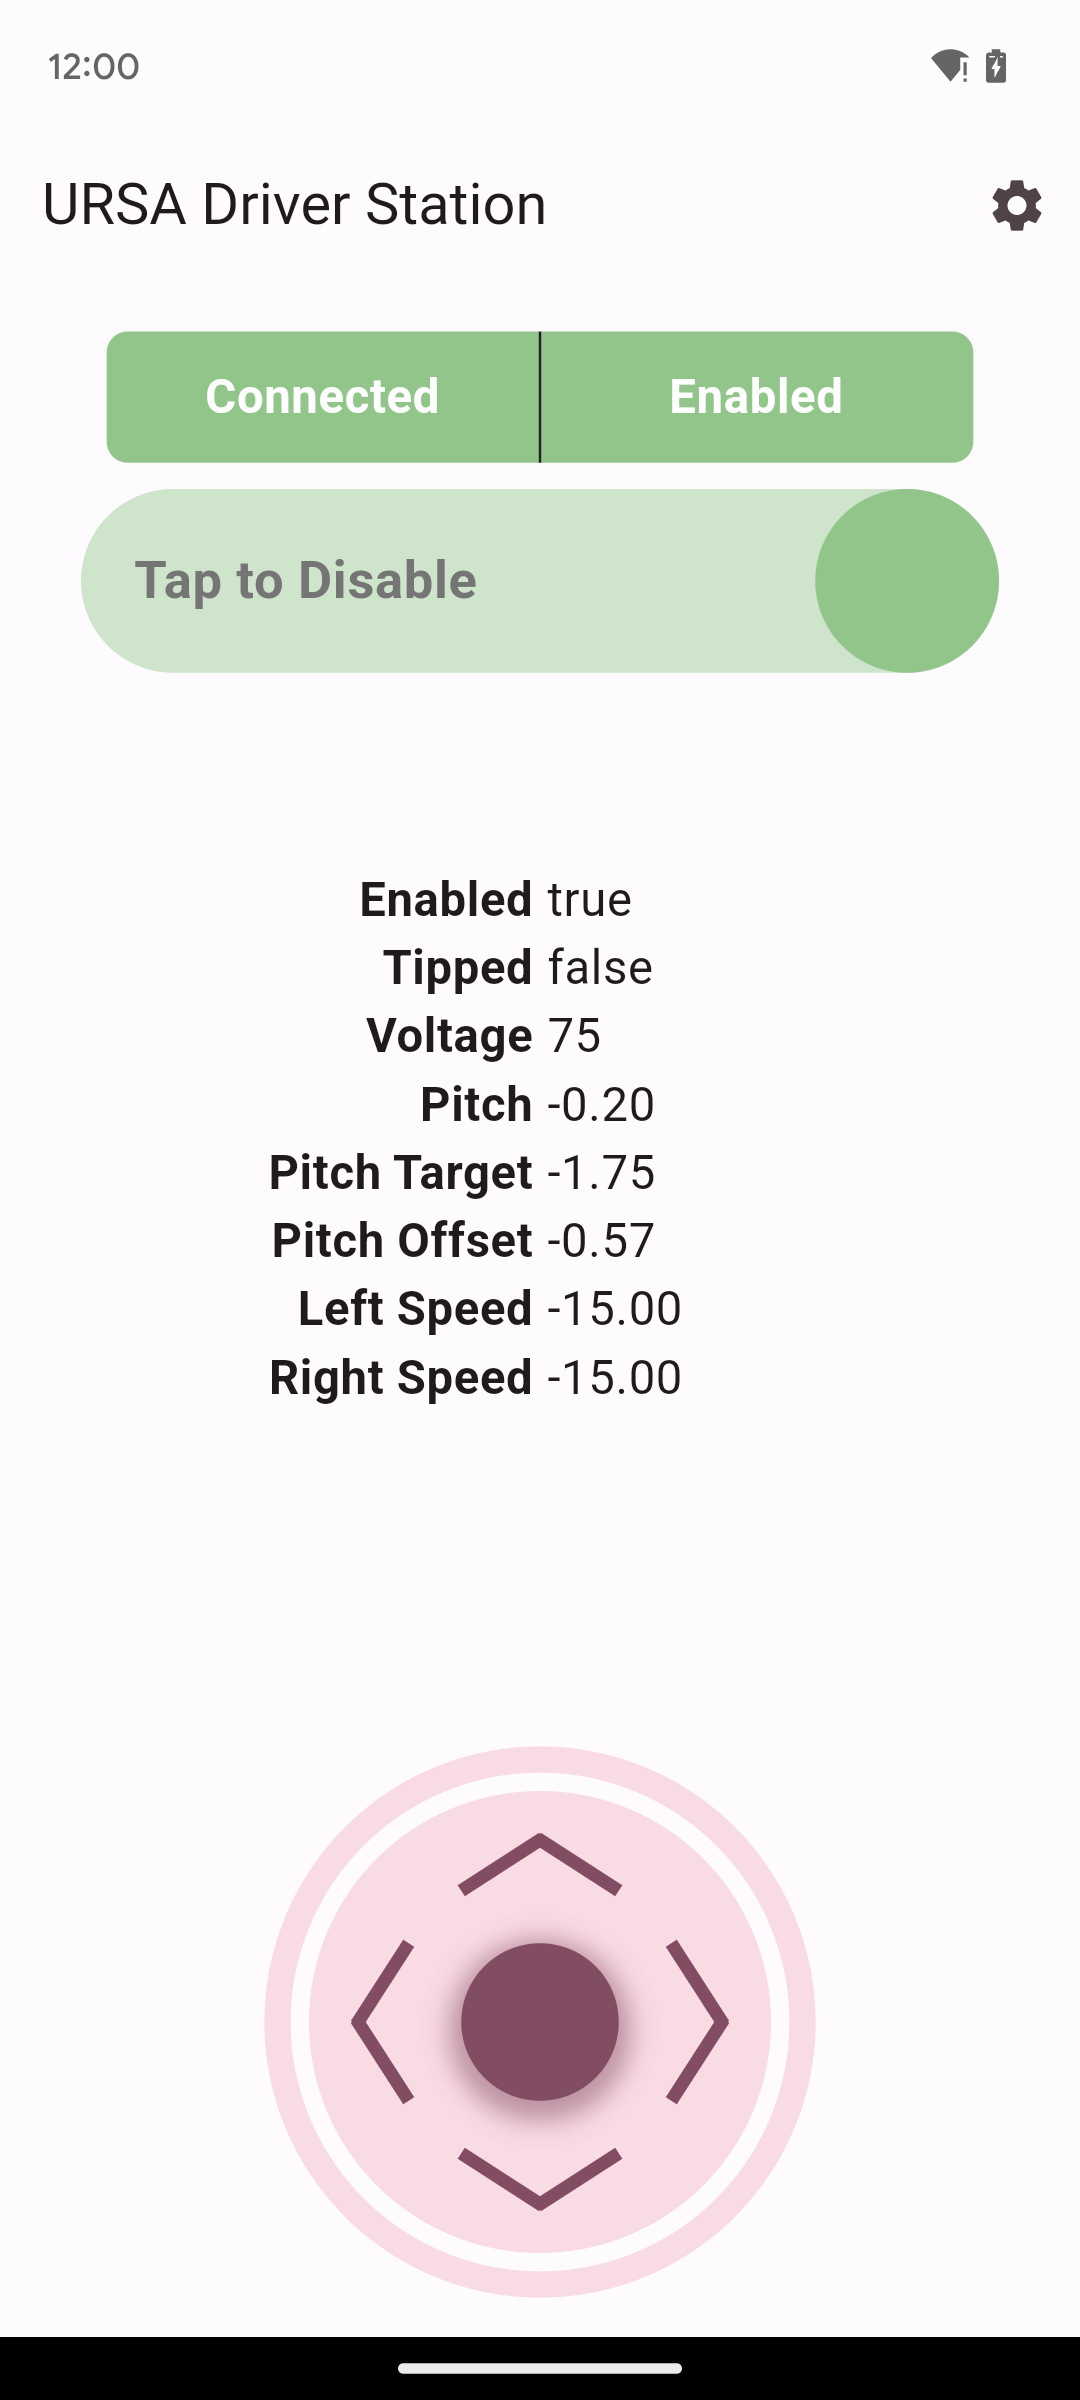 12:00
URSA Driver Station
Connected Enabled
Tap to Disable
Enabled true
Tipped false
Voltage 75
Pitch -0.20
Pitch Target -1.75
Pitch Offset -0.57
Left Speed -15.00
Right Speed -15.00